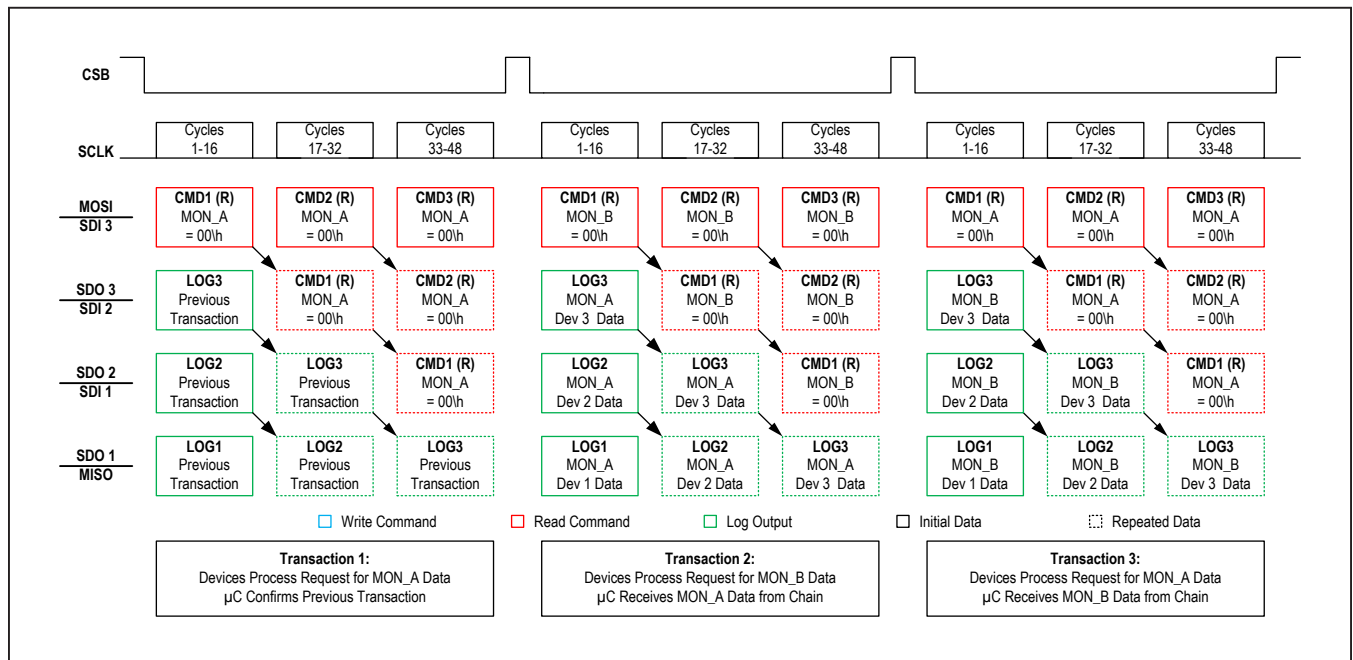 CSB
SCLK
Cycles 1-16
Cycles 17-32
Cycles 33-48
Cycles 1-16
Cycles 17-32
Cycles 33-48
Cycles 1-16
Cycles 17-32
Cycles 33-48
MOSI
SDI 3
CMD1 (R)
MON_A
= 00\h
CMD2 (R)
MON_A
= 00\h
CMD3 (R)
MON_A
= 00\h
CMD1 (R)
MON_B
= 00\h
CMD2 (R)
MON_B
= 00\h
CMD3 (R)
MON_B
= 00\h
CMD1 (R)
MON_A
= 00\h
CMD2 (R)
MON_A
= 00\h
CMD3 (R)
MON_A
= 00\h
SDO 3
SDI 2
LOG3
Previous
Transaction
CMD1 (R)
MON_A
= 00\h
CMD2 (R)
MON_A
= 00\h
LOG3
MON_A
Dev 3 Data
CMD1 (R)
MON_B
= 00\h
CMD2 (R)
MON_B
= 00\h
LOG3
MON_B
Dev 3 Data
CMD1 (R)
MON_A
= 00\h
CMD2 (R)
MON_A
= 00\h
SDO 2
SDI 1
LOG2
Previous
Transaction
LOG3
Previous
Transaction
CMD1 (R)
MON_A
= 00\h
LOG2
MON_A
Dev 2 Data
LOG3
MON_A
Dev 3 Data
CMD1 (R)
MON_B
= 00\h
LOG2
MON_B
Dev 2 Data
LOG3
MON_B
Dev 3 Data
CMD1 (R)
MON_A
= 00\h
SDO 1
MISO
LOG1
Previous
Transaction
LOG2
Previous
Transaction
LOG3
Previous
Transaction
LOG1
MON_A
Dev 1 Data
LOG2
MON_A
Dev 2 Data
LOG3
MON_A
Dev 3 Data
LOG1
MON_B
Dev 1 Data
LOG2
MON_B
Dev 2 Data
LOG3
MON_B
Dev 3 Data
Write Command
Read Command
Log Output
Initial Data
Repeated Data
Transaction 1:
Devices Process Request for MON_A Data
µC Confirms Previous Transaction
Transaction 2:
Devices Process Request for MON_B Data
µC Receives MON_A Data from Chain
Transaction 3:
Devices Process Request for MON_A Data
µC Receives MON_B Data from Chain